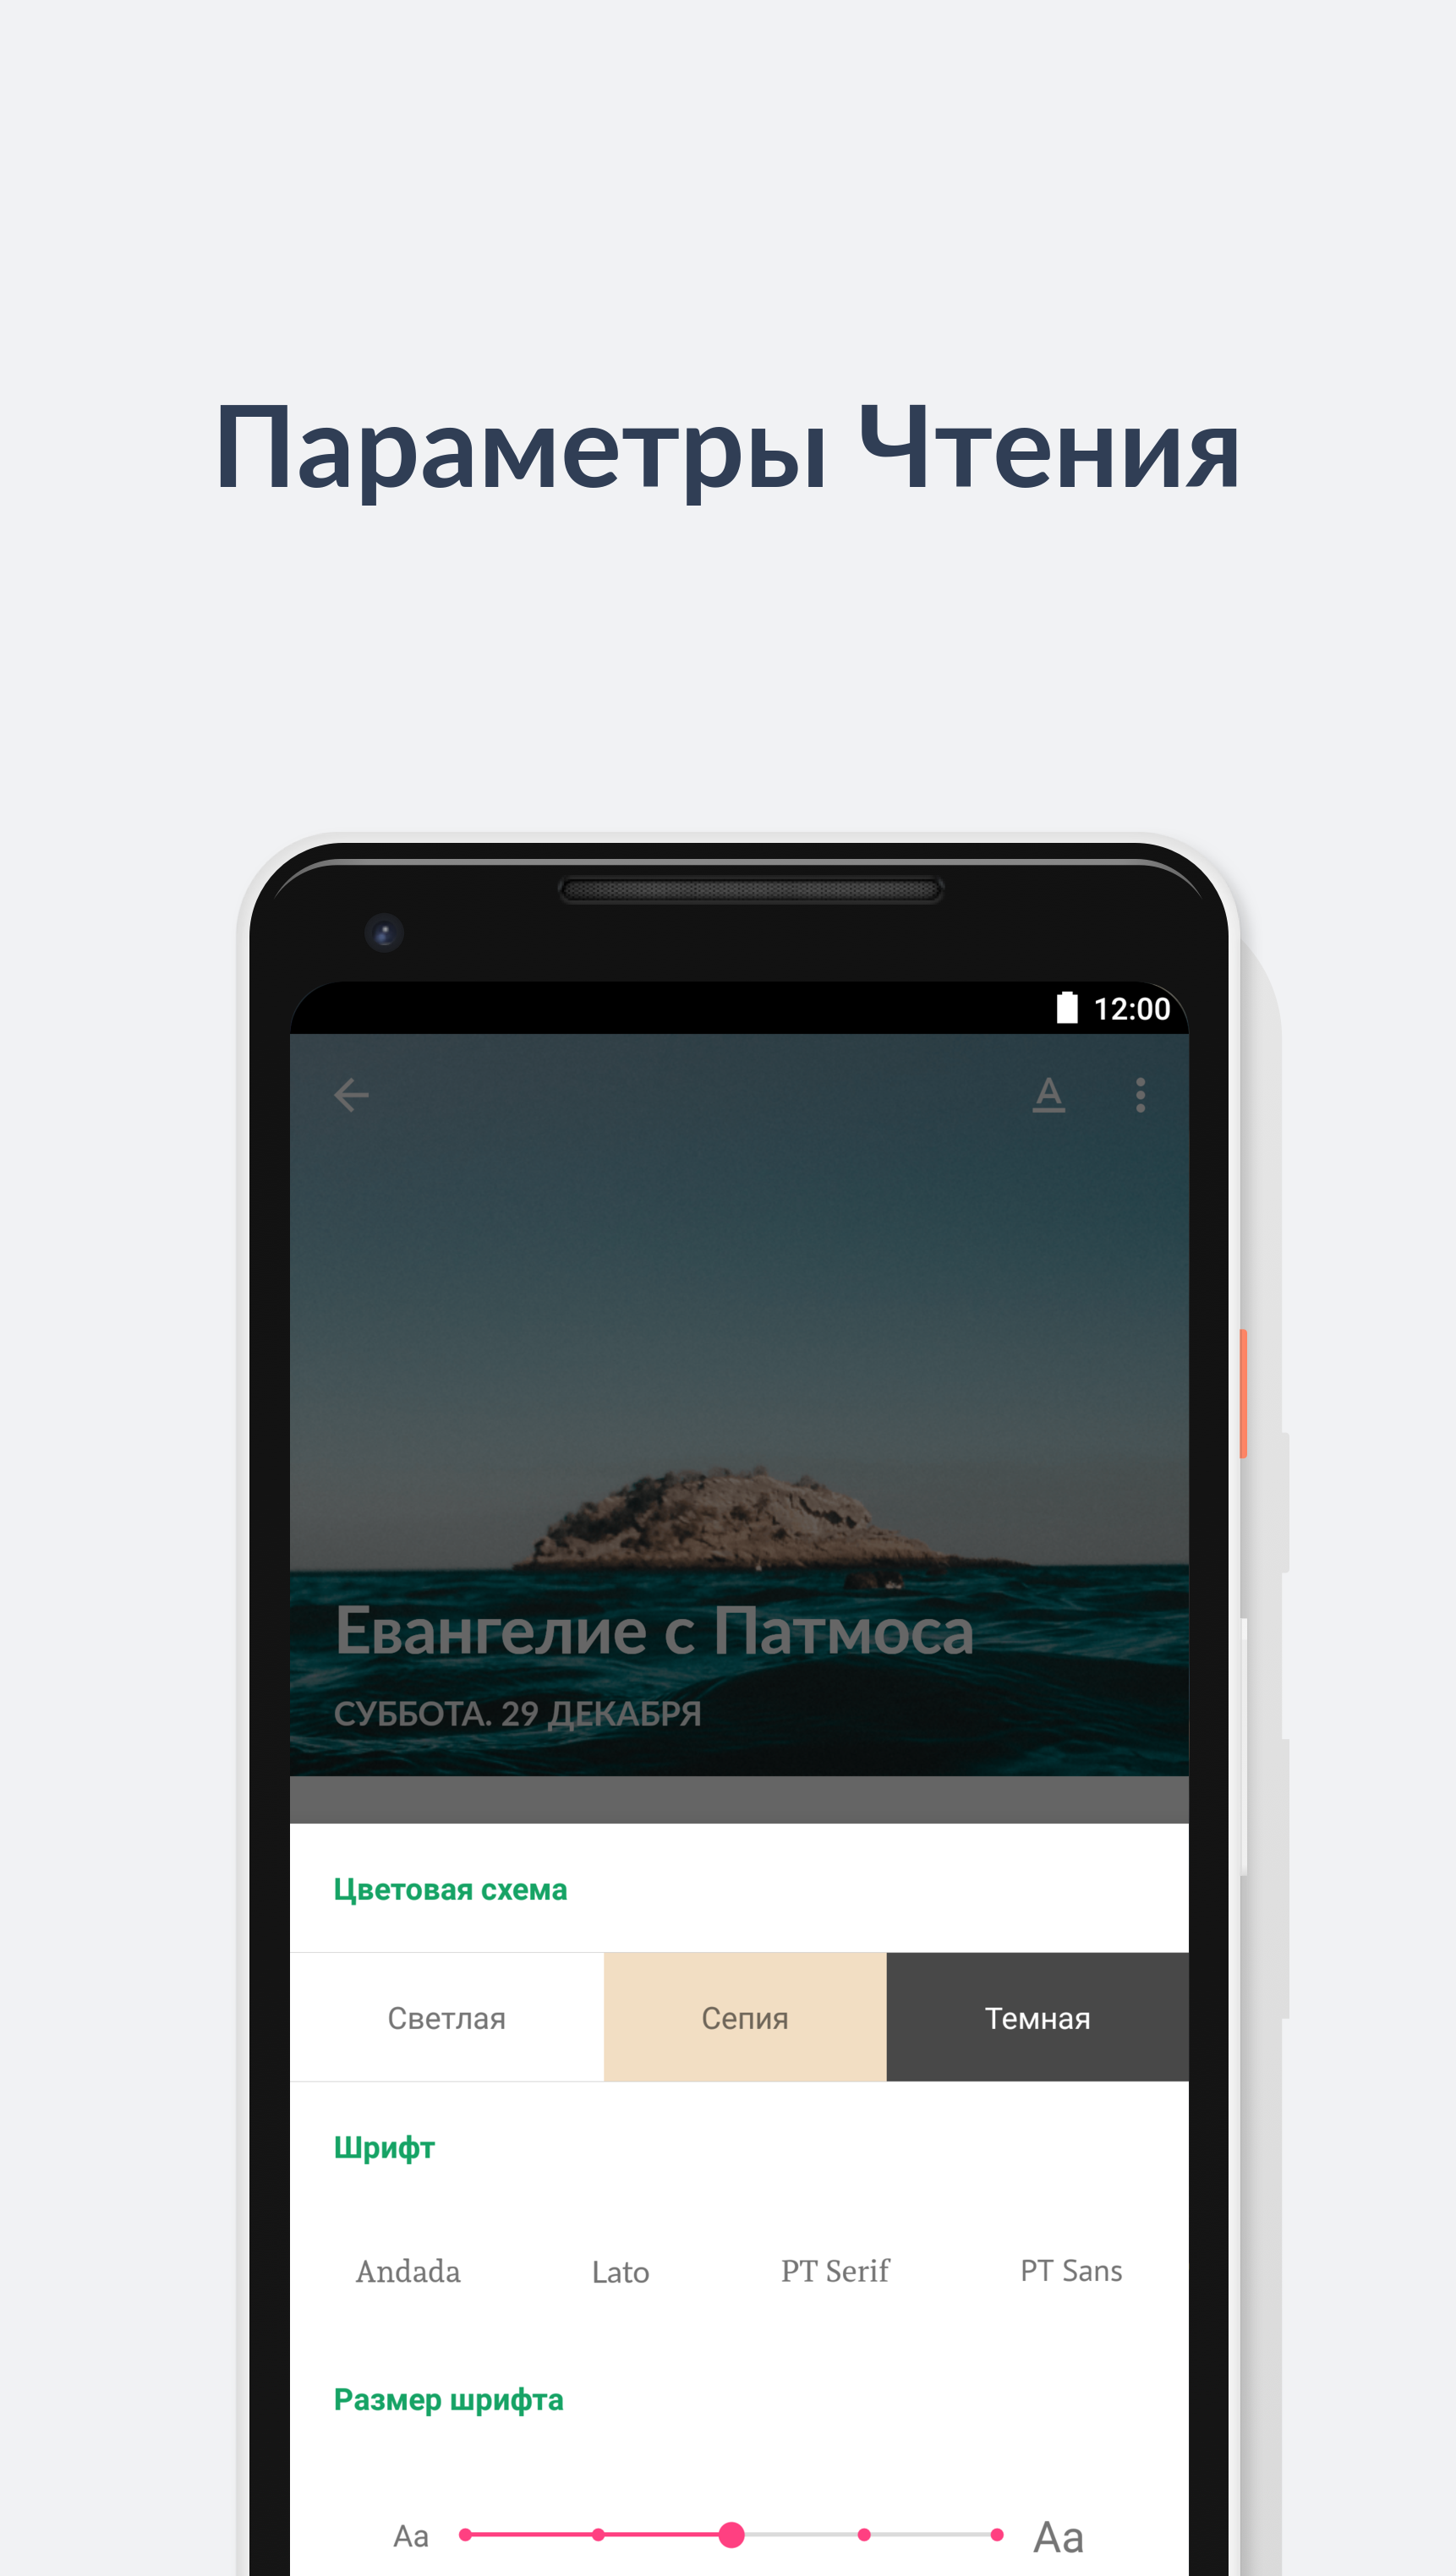 Параметры Чтения
12:00
A
Евангелие с Патмоса
СУББОТА. 29 ДЕКАБРЯ
Цветовая схема
Светлая Сепия Темная
Шрифт
Andada Lato PT Serif PT Sans
Размер шрифта
Aa Aa